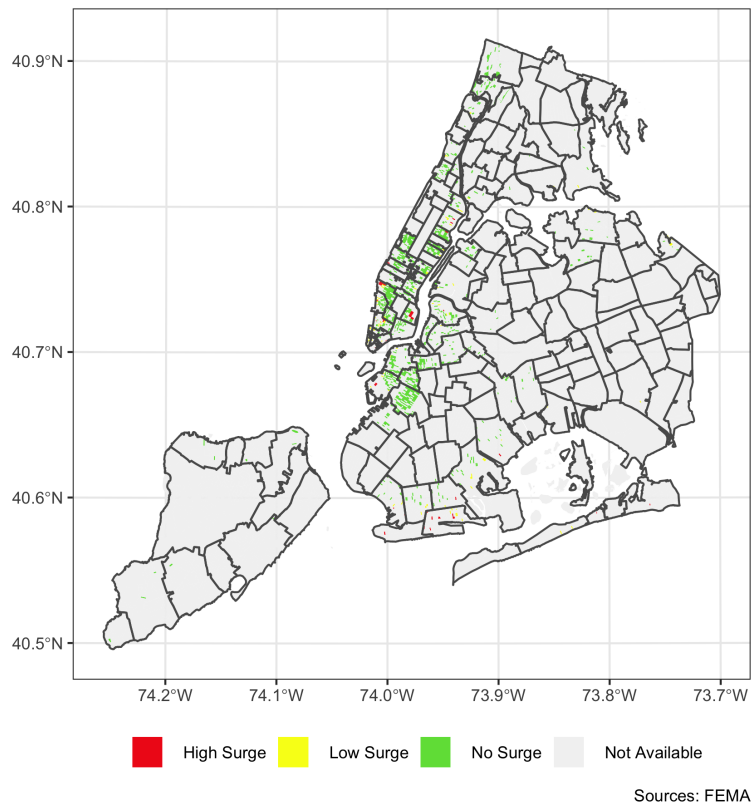 40.9°N
40.8°N
40.7°N
40.6°N
40.5°N
74.2°W 74.1°W 74.0°W 73.9°W 73.8°W 73.7°W
High Surge Low Surge No Surge Not Available
Sources: FEMA